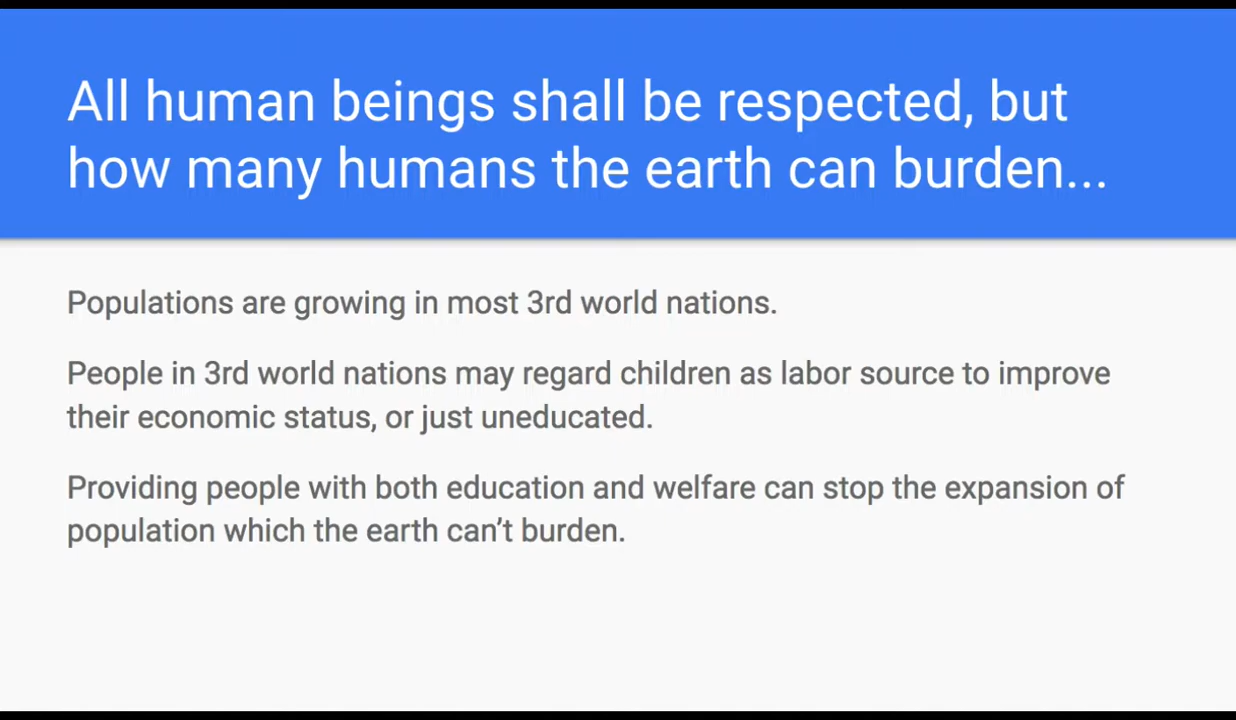 All human beings shall be respected, but
how many humans the earth can burden...
Populations are growing in most 3rd world nations.
People in 3rd world nations may regard children as labor source to improve
their economic status, or just uneducated.
Providing people with both education and welfare can stop the expansion of
population which the earth can’t burden.